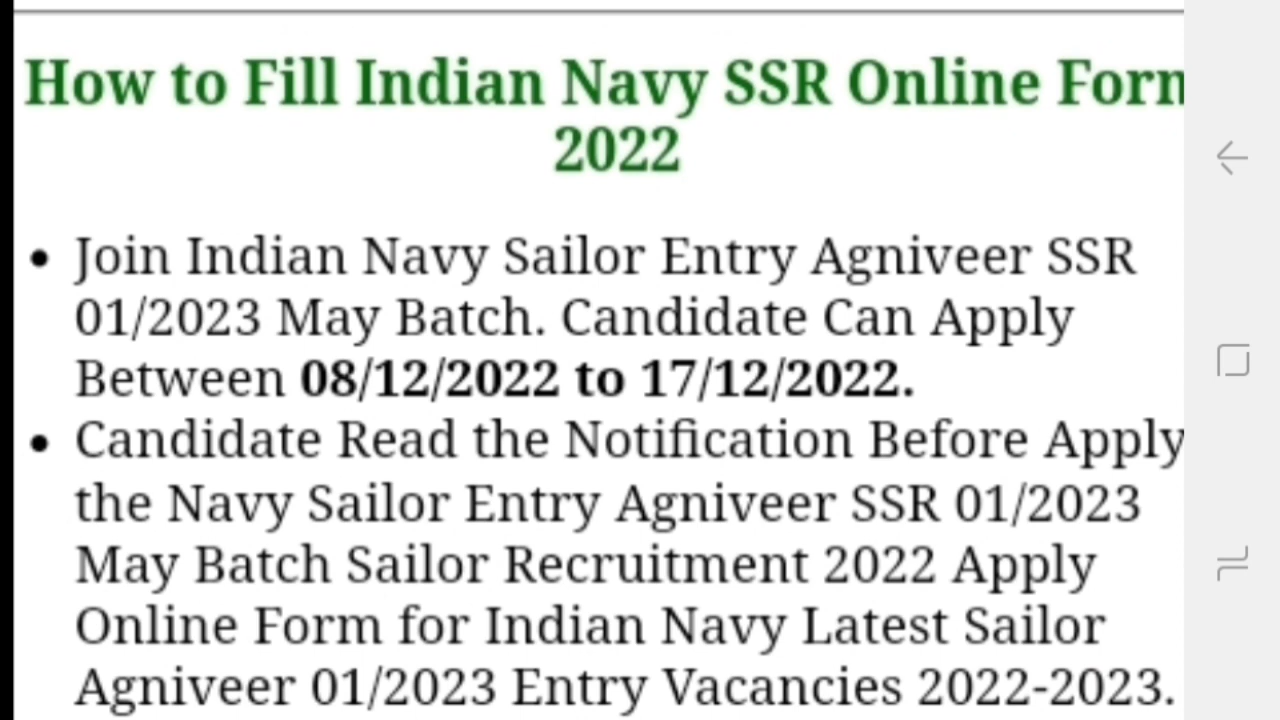 How to Fill Indian Navy SSR Online Form
2022
• Join Indian Navy Sailor Entry Agniveer SSR
01/2023 May Batch. Candidate Can Apply
Between 08/12/2022 to 17/12/2022.
• Candidate Read the Notification Before Apply
the Navy Sailor Entry Agniveer SSR 01/2023
May Batch Sailor Recruitment 2022 Apply
Online Form for Indian Navy Latest Sailor
Agniveer 01/2023 Entry Vacancies 2022-2023.